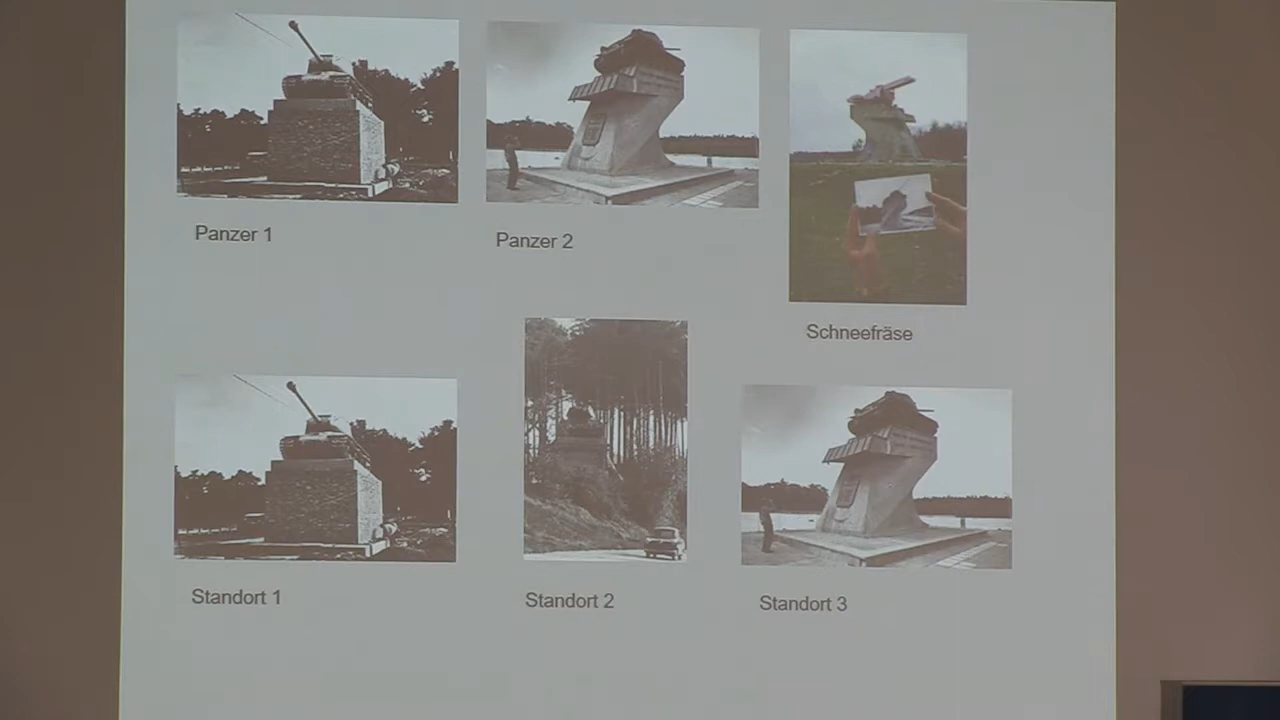 Panzer 1
Panzer 2
Schneefräse
Standort 1
Standort 2
Standort 3